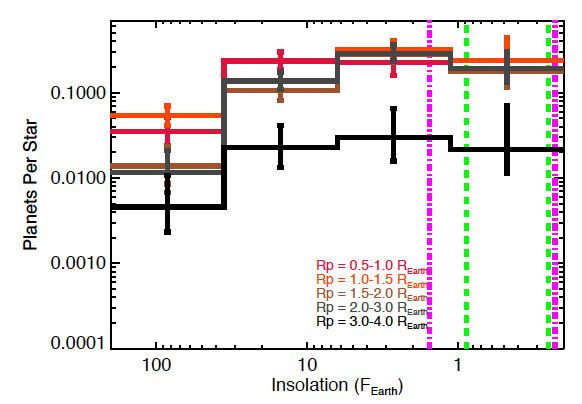 Planets Per Star
0.1000
0.0100
0.0010
0.0001
Rp = 0.5-1.0 REarth
Rp = 1.0-1.5 REarth
Rp = 1.5-2.0 REarth
Rp = 2.0-3.0 REarth
Rp = 3.0-4.0 REarth
100 10 1
Insolation (FEarth)